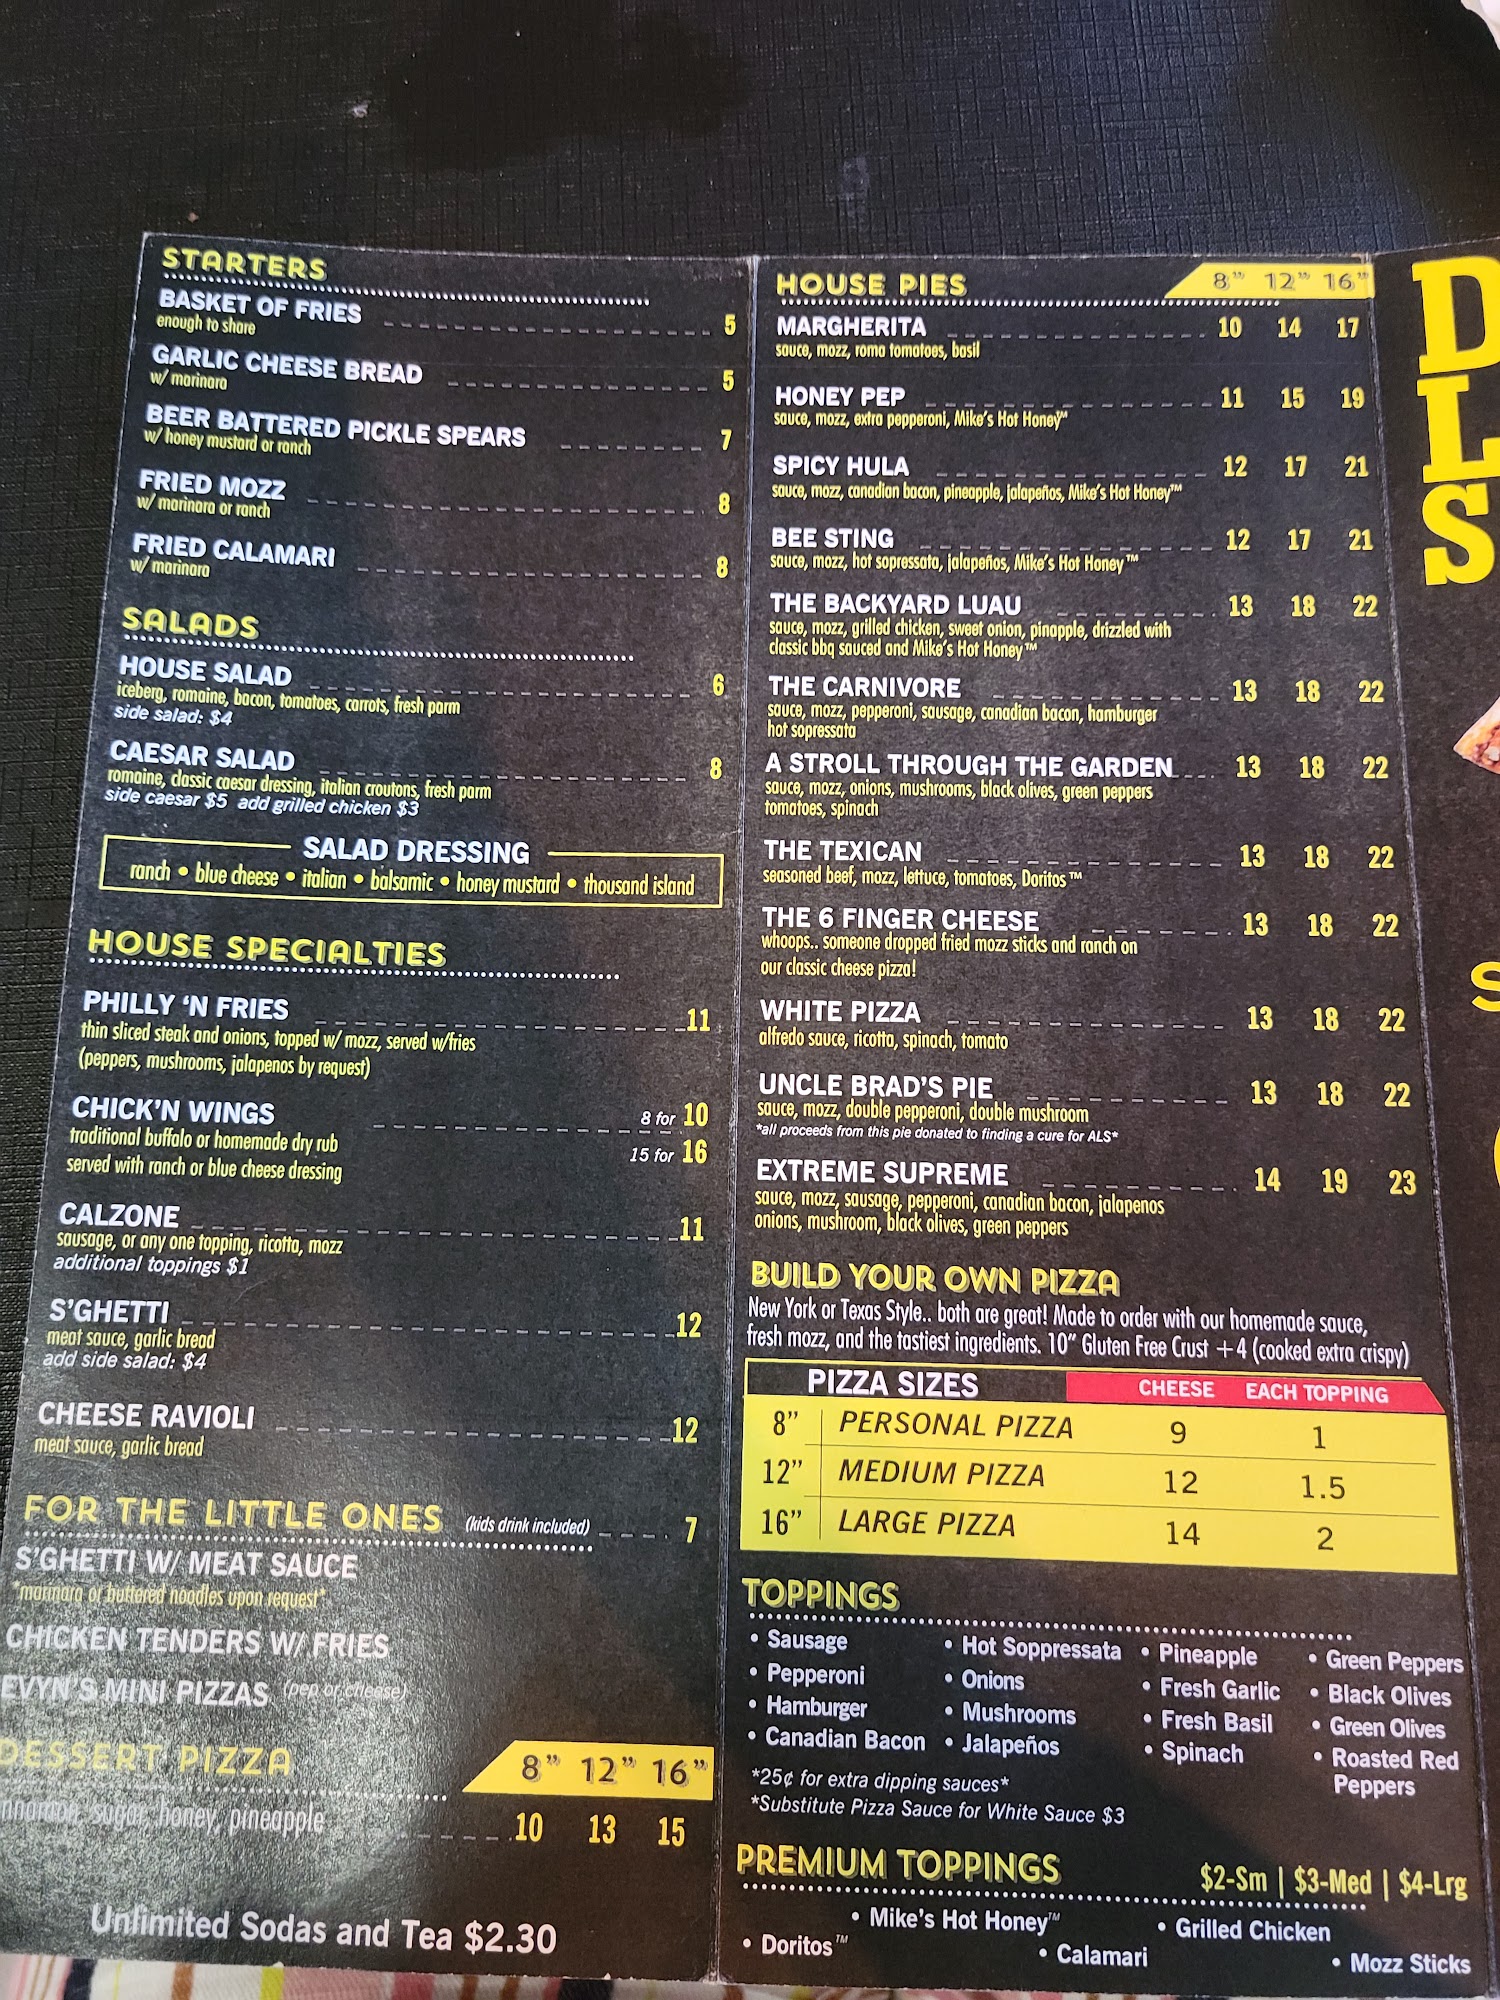 STARTERS
BASKET OF FRIES 5
enough to share
GARLIC CHEESE BREAD 5
w/ marinara
BEER BATTERED PICKLE SPEARS 7
w/ honey mustard or ranch
FRIED MOZZ 8
w/ marinara or ranch
FRIED CALAMARI 8
w/ marinara
SALADS
HOUSE SALAD 6
iceberg, romaine, bacon, tomatoes, carrots, fresh parm
side salad: $4
CAESAR SALAD 8
romaine, classic caesar dressing, italian croutons, fresh parm
side caesar $5 add grilled chicken $3
SALAD DRESSING
ranch • blue cheese • italian • balsamic • honey mustard • thousand island
HOUSE SPECIALTIES
PHILLY ‘N FRIES 11
thin sliced steak and onions, topped w/ mozz, served w/fries
(peppers, mushrooms, jalapenos by request)
CHICK’N WINGS 8 for 10
traditional buffalo or homemade dry rub 15 for 16
served with ranch or blue cheese dressing
CALZONE 11
sausage, or any one topping, ricotta, mozz
additional toppings $1
S’GHETTI 12
meat sauce, garlic bread
add side salad: $4
CHEESE RAVIOLI 12
meat sauce, garlic bread
FOR THE LITTLE ONES (kids drink included) 7
S’GHETTI W/ MEAT SAUCE
*marinara or buttered noodles upon request*
CHICKEN TENDERS W/ FRIES
EVYN’S MINI PIZZAS (pep or cheese)
DESSERT PIZZA 8” 12” 16”
sugar, honey, pineapple 10 13 15
Unlimited Sodas and Tea $2.30
HOUSE PIES 8” 12” 16”
MARGHERITA 10 14 17
sauce, mozz, roma tomatoes, basil
HONEY PEP 11 15 19
sauce, mozz, extra pepperoni, Mike’s Hot Honey™
SPICY HULA 12 17 21
sauce, mozz, canadian bacon, pineapple, jalapeños, Mike’s Hot Honey™
BEE STING 12 17 21
sauce, mozz, hot sopressata, jalapeños, Mike’s Hot Honey™
THE BACKYARD LUAU 13 18 22
sauce, mozz, grilled chicken, sweet onion, pinapple, drizzled with
classic bbq sauced and Mike’s Hot Honey™
THE CARNIVORE 13 18 22
sauce, mozz, pepperoni, sausage, canadian bacon, hamburger
hot sopressata
A STROLL THROUGH THE GARDEN 13 18 22
sauce, mozz, onions, mushrooms, black olives, green peppers
tomatoes, spinach
THE TEXICAN 13 18 22
seasoned beef, mozz, lettuce, tomatoes, Doritos™
THE 6 FINGER CHEESE 13 18 22
whoops.. someone dropped fried mozz sticks and ranch on
our classic cheese pizza!
WHITE PIZZA 13 18 22
alfredo sauce, ricotta, spinach, tomato
UNCLE BRAD’S PIE 13 18 22
sauce, mozz, double pepperoni, double mushroom
*all proceeds from this pie donated to finding a cure for ALS*
EXTREME SUPREME 14 19 23
sauce, mozz, sausage, pepperoni, canadian bacon, jalapenos
onions, mushroom, black olives, green peppers
BUILD YOUR OWN PIZZA
New York or Texas Style.. both are great! Made to order with our homemade sauce,
fresh mozz, and the tastiest ingredients. 10” Gluten Free Crust +4 (cooked extra crispy)
PIZZA SIZES CHEESE EACH TOPPING
8” PERSONAL PIZZA 9 1
12” MEDIUM PIZZA 12 1.5
16” LARGE PIZZA 14 2
TOPPINGS
• Sausage • Hot Soppressata • Pineapple • Green Peppers
• Pepperoni • Onions • Fresh Garlic • Black Olives
• Hamburger • Mushrooms • Fresh Basil • Green Olives
• Canadian Bacon • Jalapeños • Spinach • Roasted Red
Peppers
*25¢ for extra dipping sauces*
*Substitute Pizza Sauce for White Sauce $3
PREMIUM TOPPINGS $2-Sm | $3-Med | $4-Lrg
• Mike’s Hot Honey™ • Grilled Chicken
• Doritos™ • Calamari • Mozz Sticks
D
L
S
S